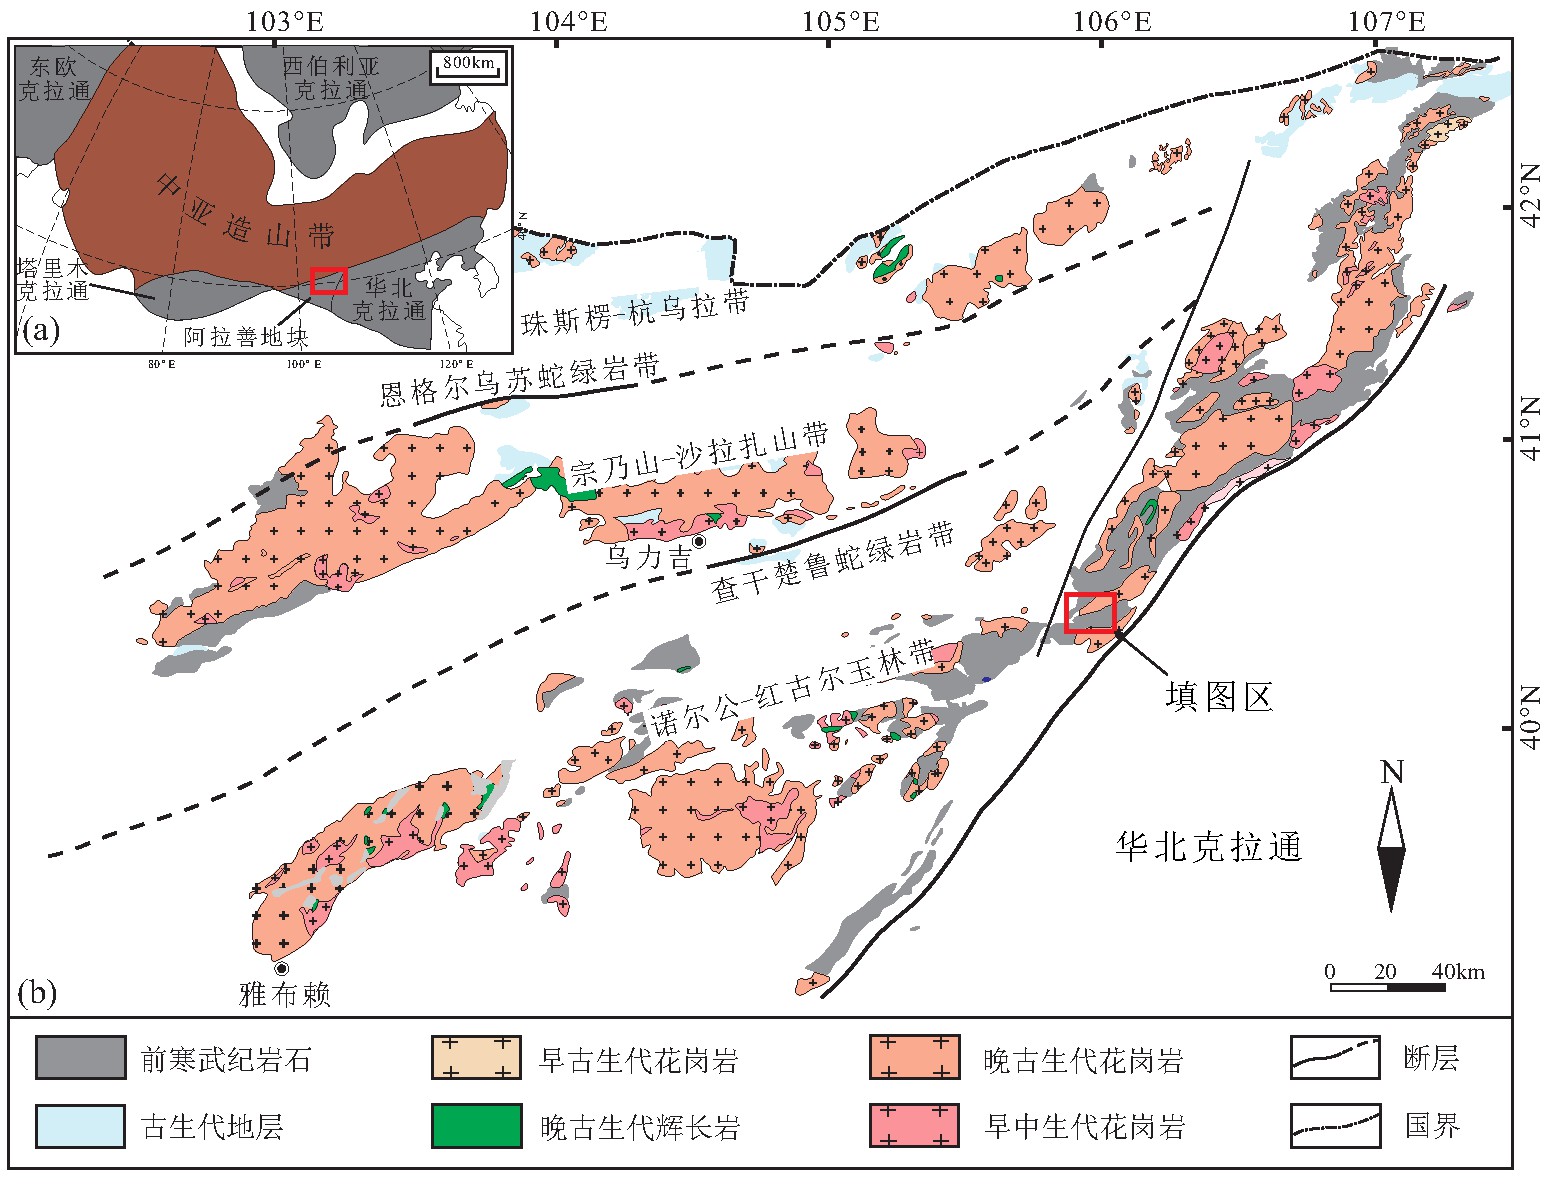 103°E 104°E 105°E 106°E 107°E
东欧
克拉通
西伯利亚
克拉通
800km
中亚造山带
塔里木
克拉通
华北
克拉通
(a)
阿拉善地块
80°E 100°E 120°E
42°N
41°N
40°N
珠斯楞-杭乌拉带
恩格尔乌苏蛇绿岩带
宗乃山-沙拉扎山带
乌力吉
查干楚鲁蛇绿岩带
诺尔公-红古尔玉林带
填图区
N
华北克拉通
雅布赖
(b)
0 20 40km
前寒武纪岩石
早古生代花岗岩
晚古生代花岗岩
断层
古生代地层
晚古生代辉长岩
早中生代花岗岩
国界